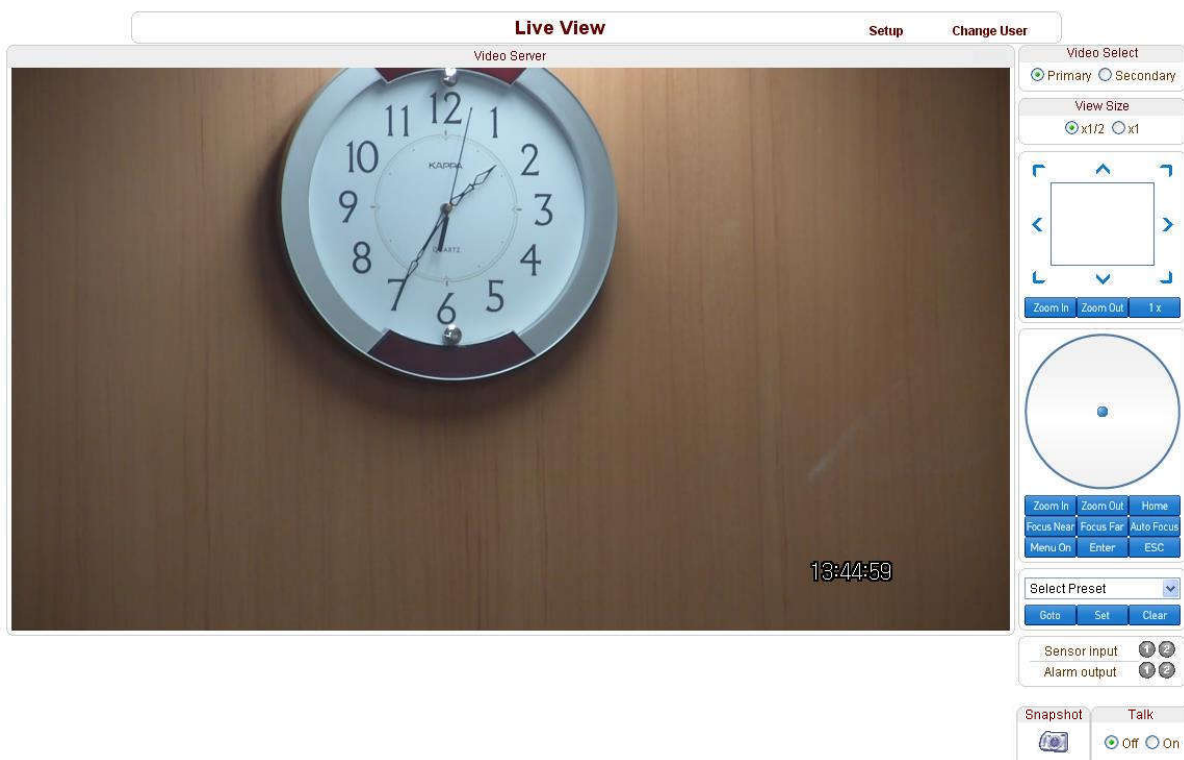 Live View Setup Change User
Video Server
12
11 1
10 2
KAPPA
9 3
QUARTZ
8 4
7 5
6
13:44:59
Video Select
Primary Secondary
View Size
x1/2 x1
Zoom In Zoom Out 1 x
Zoom In Zoom Out Home
Focus Near Focus Far Auto Focus
Menu On Enter ESC
Select Preset
Goto Set Clear
Sensor input 1 2
Alarm output 1 2
Snapshot Talk
Off On